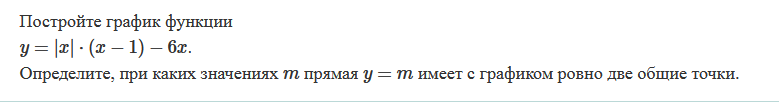 Постройте график функции
y = |x| · (x − 1) − 6x.
Определите, при каких значениях m прямая y = m имеет с графиком ровно две общие точки.